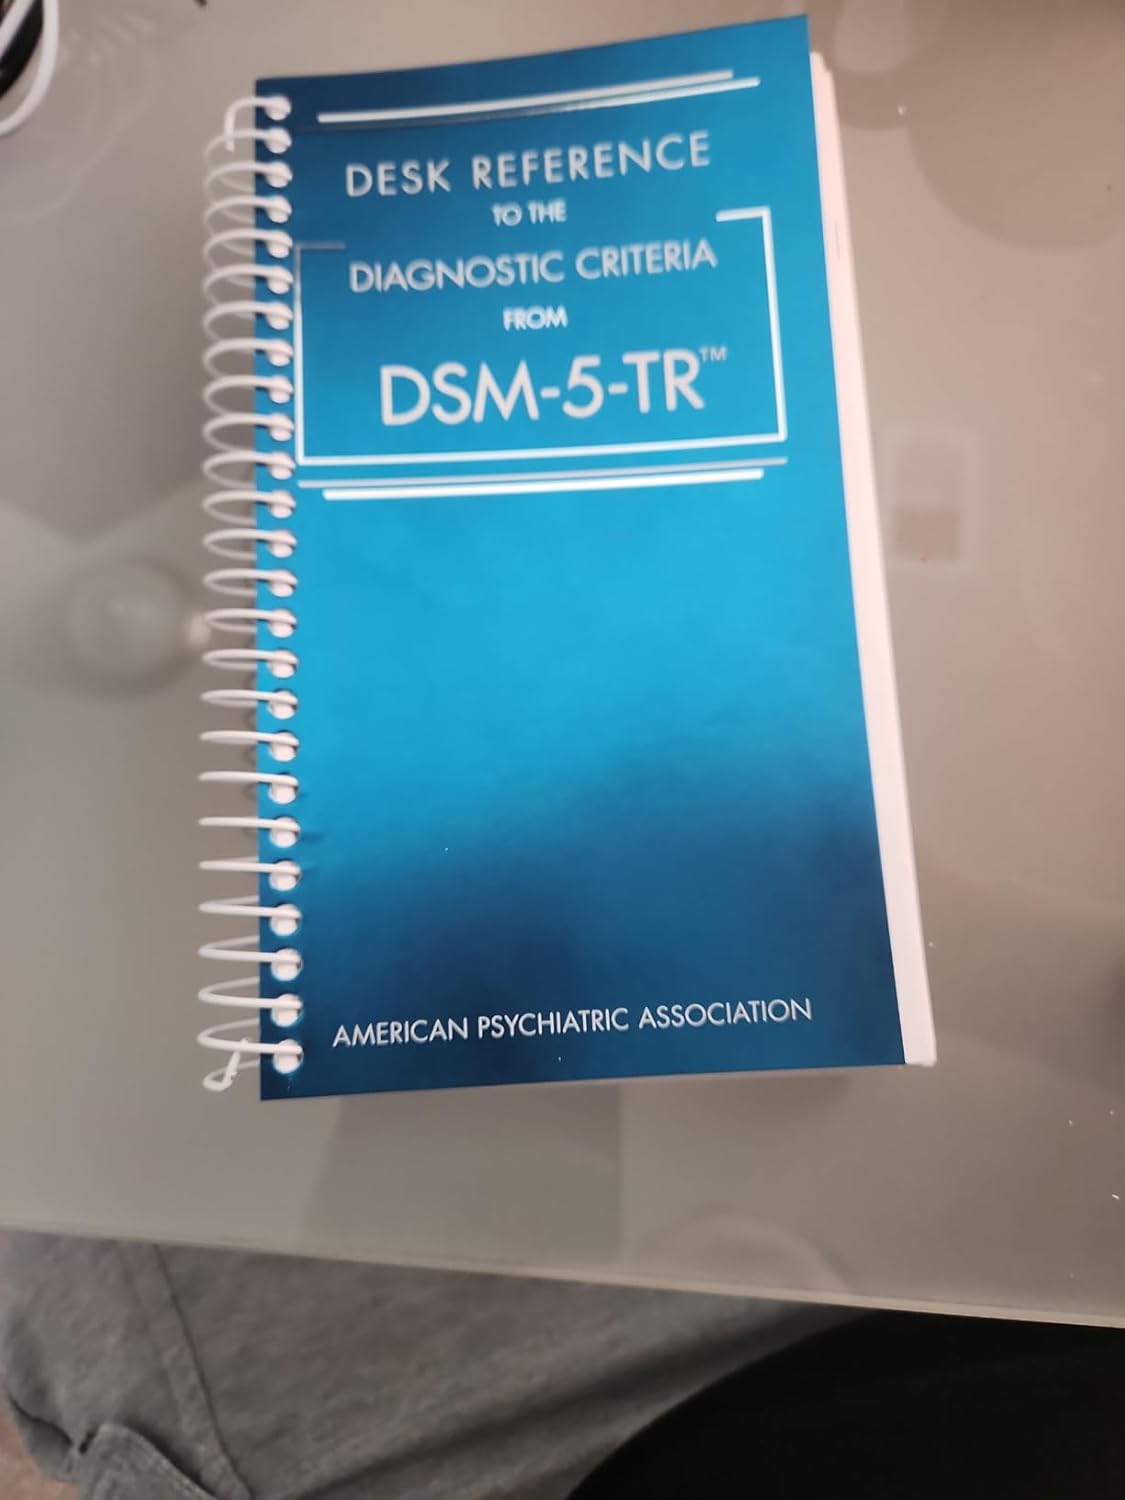 DESK REFERENCE
TO THE
DIAGNOSTIC CRITERIA
FROM
DSM-5-TR™
AMERICAN PSYCHIATRIC ASSOCIATION